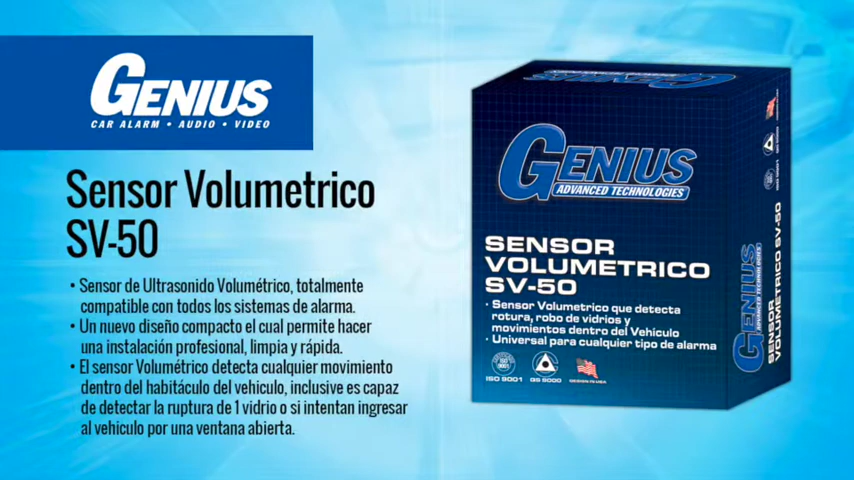 GENIUS
CAR ALARM • AUDIO • VIDEO
Sensor Volumetrico
SV-50
• Sensor de Ultrasonido Volumétrico, totalmente
compatible con todos los sistemas de alarma.
• Un nuevo diseño compacto el cual permite hacer
una instalación profesional, limpia y rápida.
• El sensor Volumétrico detecta cualquier movimiento
dentro del habitáculo del vehiculo, inclusive es capaz
de detectar la ruptura de 1 vidrio o si intentan ingresar
al vehiculo por una ventana abierta.
GENIUS
ADVANCED TECHNOLOGIES
SENSOR
VOLUMETRICO
SV-50
· Sensor Volumetrico que detecta
rotura, robo de vidrios y
movimientos dentro del Vehiculo
· Universal para cualquier tipo de alarma
ISO 9001
QS 9000
DESIGN IN USA
GENIUS
ADVANCED TECHNOLOGIES
SENSOR
VOLUMETRICO SV-50